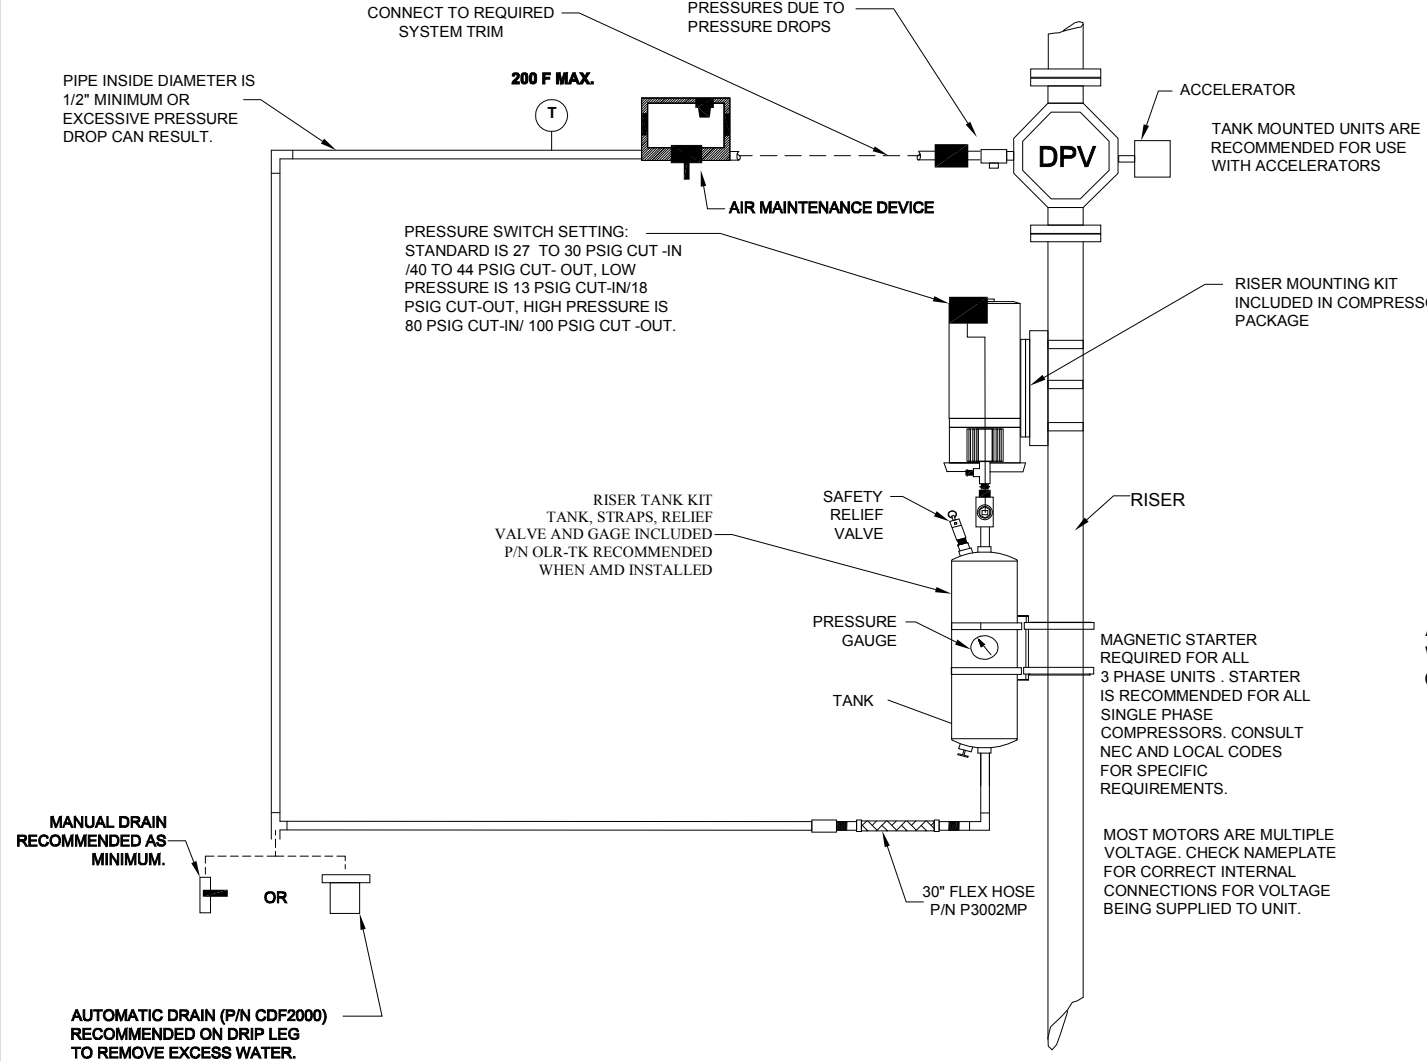 CONNECT TO REQUIRED
SYSTEM TRIM
PRESSURES DUE TO
PRESSURE DROPS
PIPE INSIDE DIAMETER IS
1/2" MINIMUM OR
EXCESSIVE PRESSURE
DROP CAN RESULT.
200 F MAX.
T
DPV
ACCELERATOR
TANK MOUNTED UNITS ARE
RECOMMENDED FOR USE
WITH ACCELERATORS
AIR MAINTENANCE DEVICE
PRESSURE SWITCH SETTING:
STANDARD IS 27 TO 30 PSIG CUT -IN
/40 TO 44 PSIG CUT- OUT, LOW
PRESSURE IS 13 PSIG CUT-IN/18
PSIG CUT-OUT, HIGH PRESSURE IS
80 PSIG CUT-IN/ 100 PSIG CUT -OUT.
RISER MOUNTING KIT
INCLUDED IN
PACKAGE
RISER TANK KIT
TANK, STRAPS, RELIEF
VALVE AND GAGE INCLUDED
P/N OLR-TK RECOMMENDED
WHEN AMD INSTALLED
SAFETY
RELIEF
VALVE
RISER
PRESSURE
GAUGE
TANK
MAGNETIC STARTER
REQUIRED FOR ALL
3 PHASE UNITS . STARTER
IS RECOMMENDED FOR ALL
SINGLE PHASE
COMPRESSORS. CONSULT
NEC AND LOCAL CODES
FOR SPECIFIC
REQUIREMENTS.
MOST MOTORS ARE MULTIPLE
VOLTAGE. CHECK NAMEPLATE
FOR CORRECT INTERNAL
CONNECTIONS FOR VOLTAGE
BEING SUPPLIED TO UNIT.
MANUAL DRAIN
RECOMMENDED AS
MINIMUM.
OR
30" FLEX HOSE
P/N P3002MP
AUTOMATIC DRAIN (P/N CDF2000)
RECOMMENDED ON DRIP LEG
TO REMOVE EXCESS WATER.